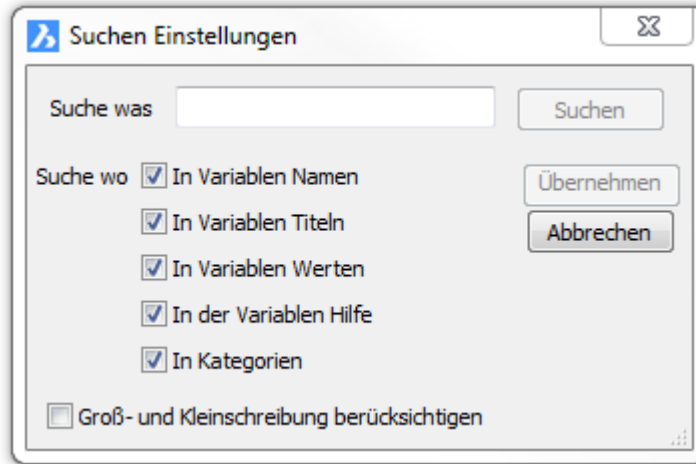 Suchen Einstellungen
Suche was Suchen
Suche wo In Variablen Namen Übernehmen
In Variablen Titeln Abbrechen
In Variablen Werten
In der Variablen Hilfe
In Kategorien
Groß- und Kleinschreibung berücksichtigen